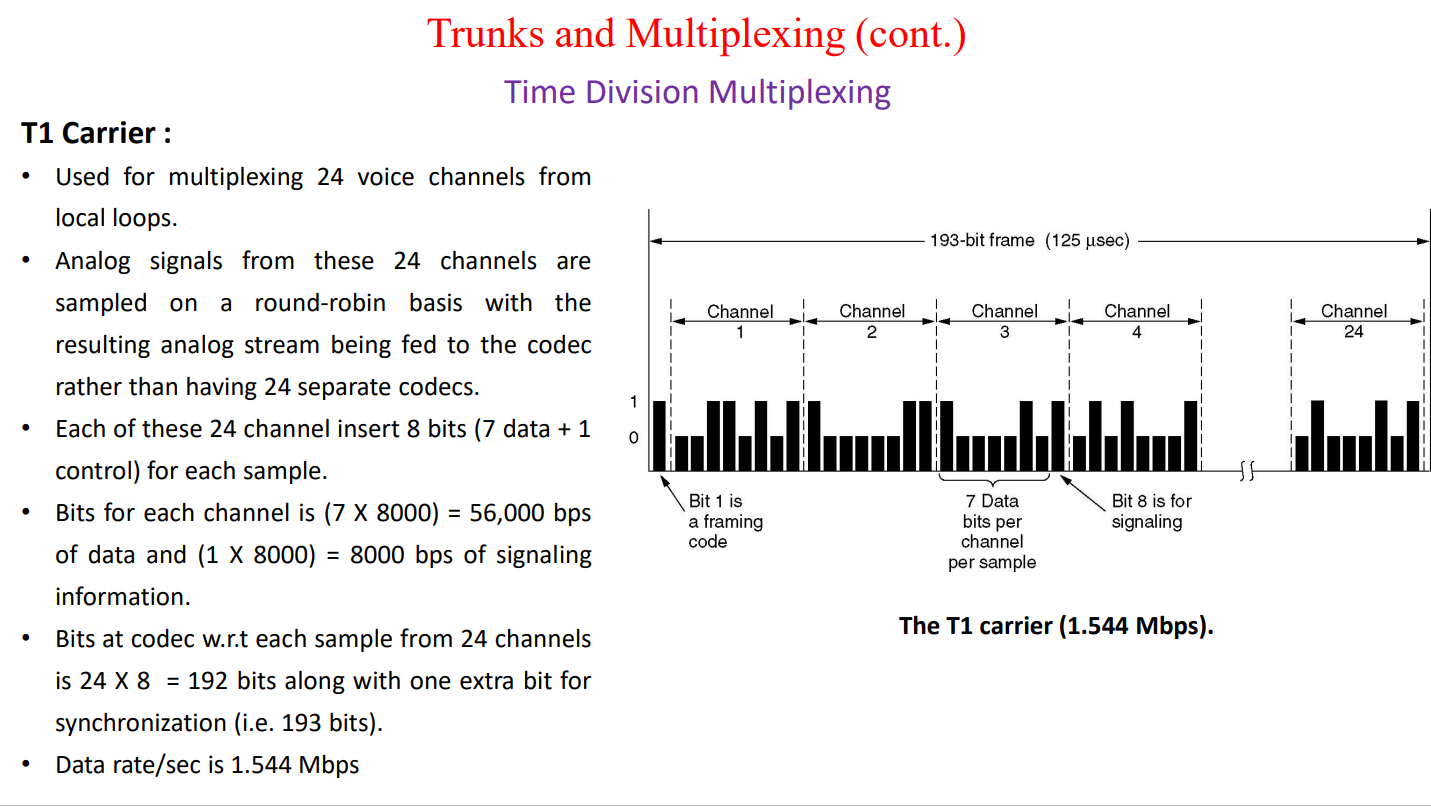 Trunks and Multiplexing (cont.)
Time Division Multiplexing
T1 Carrier :
• Used for multiplexing 24 voice channels from
local loops.
• Analog signals from these 24 channels are
sampled on a round-robin basis with the
resulting analog stream being fed to the codec
rather than having 24 separate codecs.
• Each of these 24 channel insert 8 bits (7 data + 1
control) for each sample.
• Bits for each channel is (7 X 8000) = 56,000 bps
of data and (1 X 8000) = 8000 bps of signaling
information.
• Bits at codec w.r.t each sample from 24 channels
is 24 X 8 = 192 bits along with one extra bit for
synchronization (i.e. 193 bits).
• Data rate/sec is 1.544 Mbps
193-bit frame (125 μsec)
Channel
1
Channel
2
Channel
3
Channel
4
Channel
24
1
0
Bit 1 is
a framing
code
7 Data
bits per
channel
per sample
Bit 8 is for
signaling
The T1 carrier (1.544 Mbps).